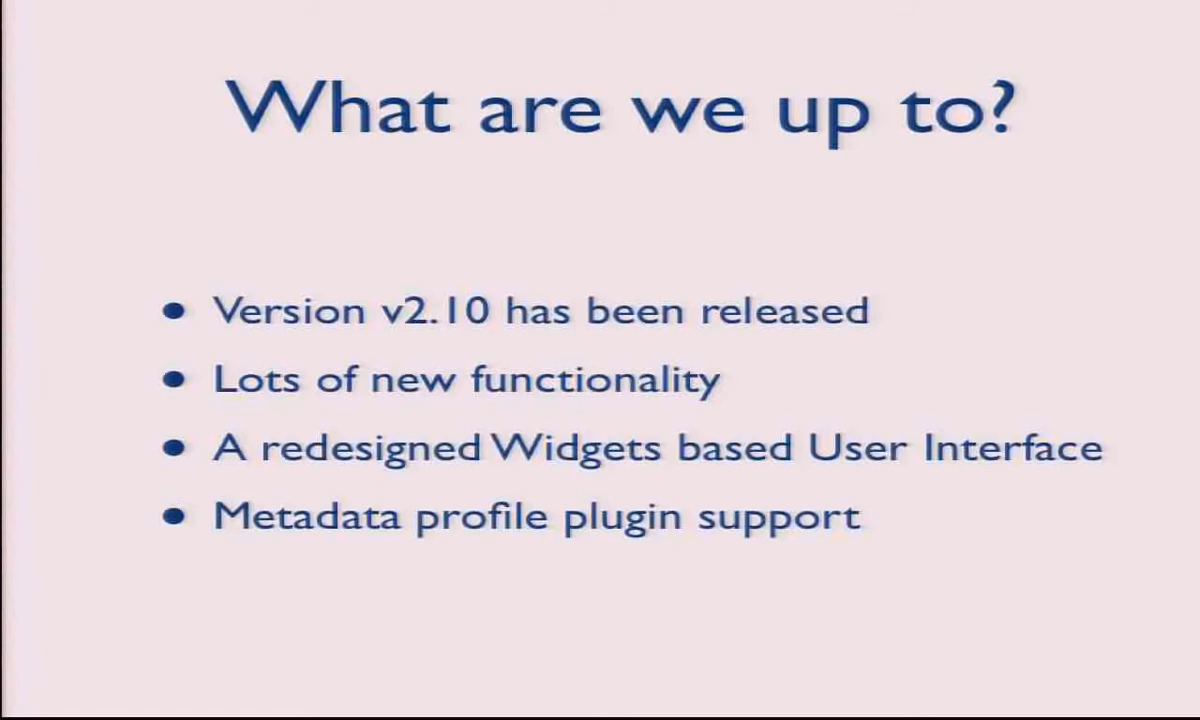 What are we up to?
• Version v2.10 has been released
• Lots of new functionality
• A redesigned Widgets based User Interface
• Metadata profile plugin support